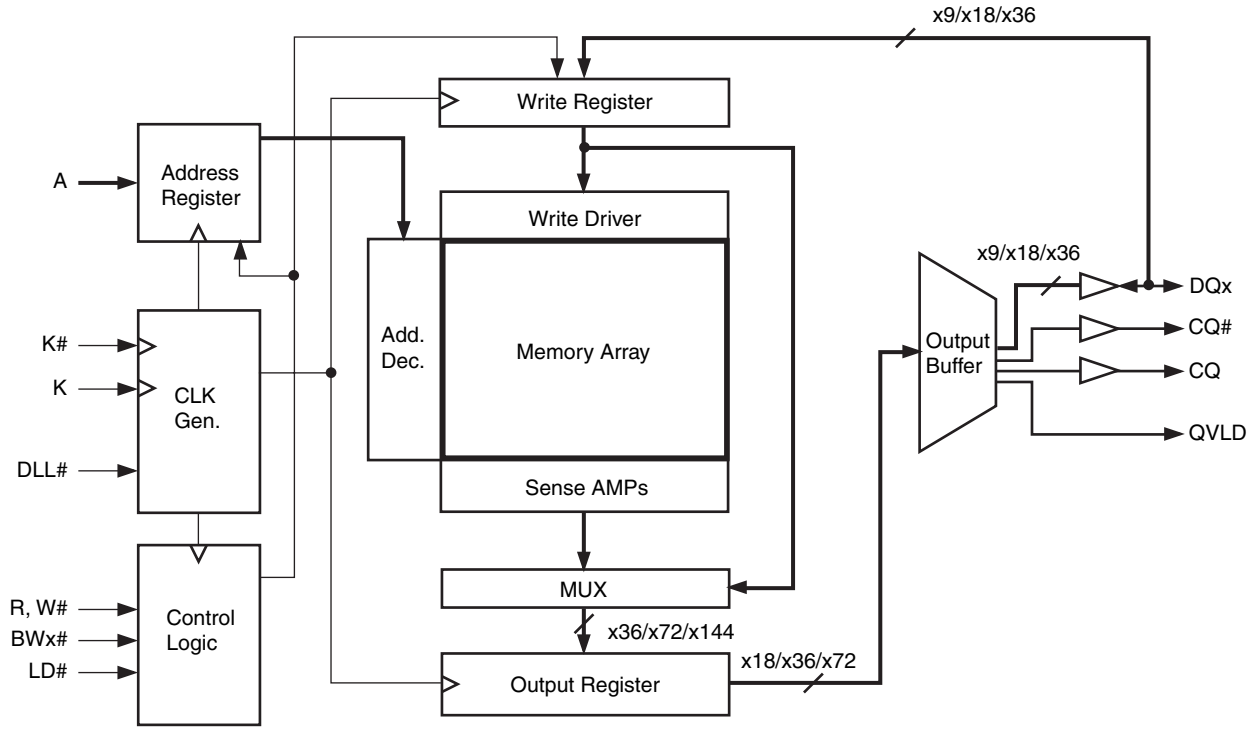 x9/x18/x36
Write Register
Address
Register
A
Write Driver
x9/x18/x36
DQx
K#
Add.
Dec.
Memory Array
Output
Buffer
CQ#
K
CLK
Gen.
CQ
QVLD
DLL#
Sense AMPs
MUX
R, W#
Control
Logic
BWx#
x36/x72/x144
LD#
Output Register
x18/x36/x72